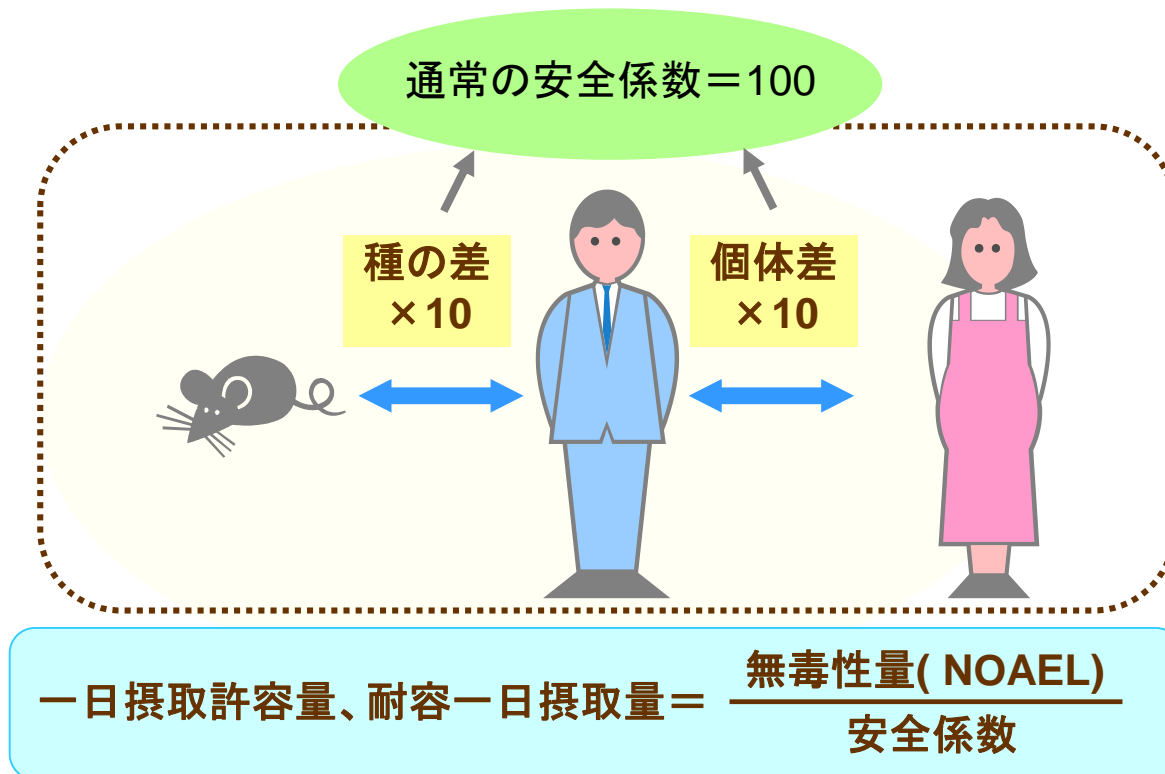 通常の安全係数＝100
種の差
×10
個体差
×10
一日摂取許容量、耐容一日摂取量＝
無毒性量( NOAEL)
安全係数